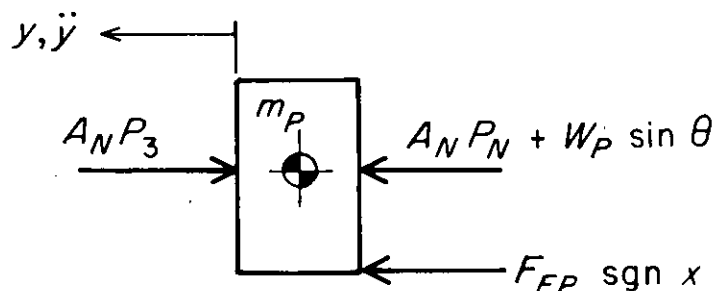 y, ÿ
m_P
A_N P_3
A_N P_N + W_P sin θ
F_FP sgn x